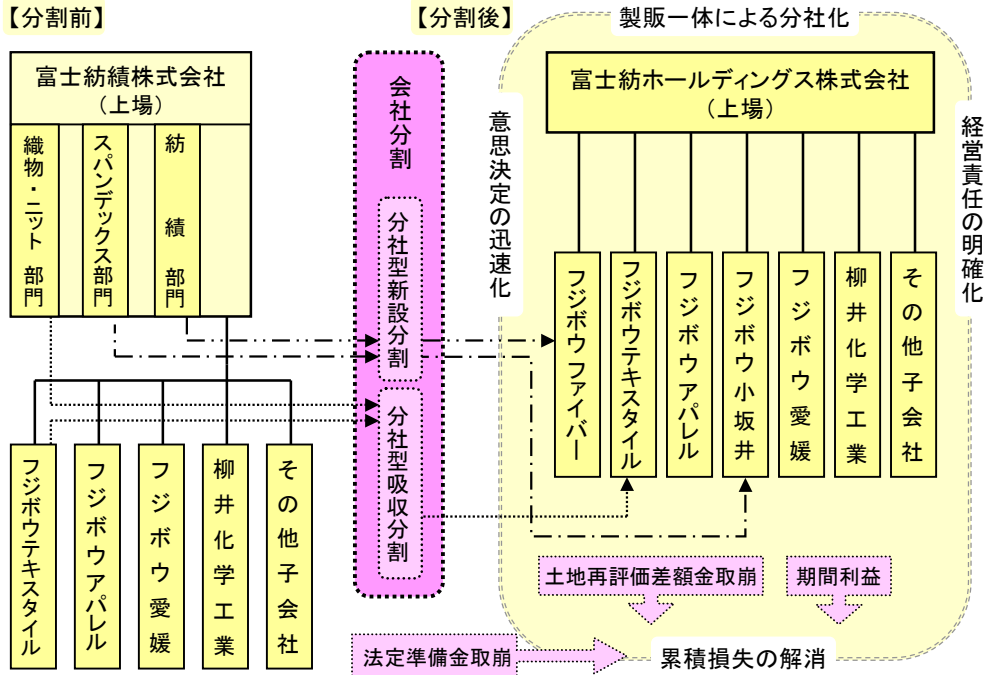 【分割前】
富士紡績株式会社
（上場）
織物・ニット 部門
スパンデックス部門
紡 績 部門
フジボウテキスタイル
フジボウアパレル
フジボウ愛媛
柳井化学工業
その他子会社
会社分割
分社型新設分割
分社型吸収分割
【分割後】
製販一体による分社化
富士紡ホールディングス株式会社
（上場）
意思決定の迅速化
経営責任の明確化
フジボウファイバー
フジボウテキスタイル
フジボウアパレル
フジボウ小坂井
フジボウ愛媛
柳井化学工業
その他子会社
土地再評価差額金取崩
期間利益
法定準備金取崩
累積損失の解消